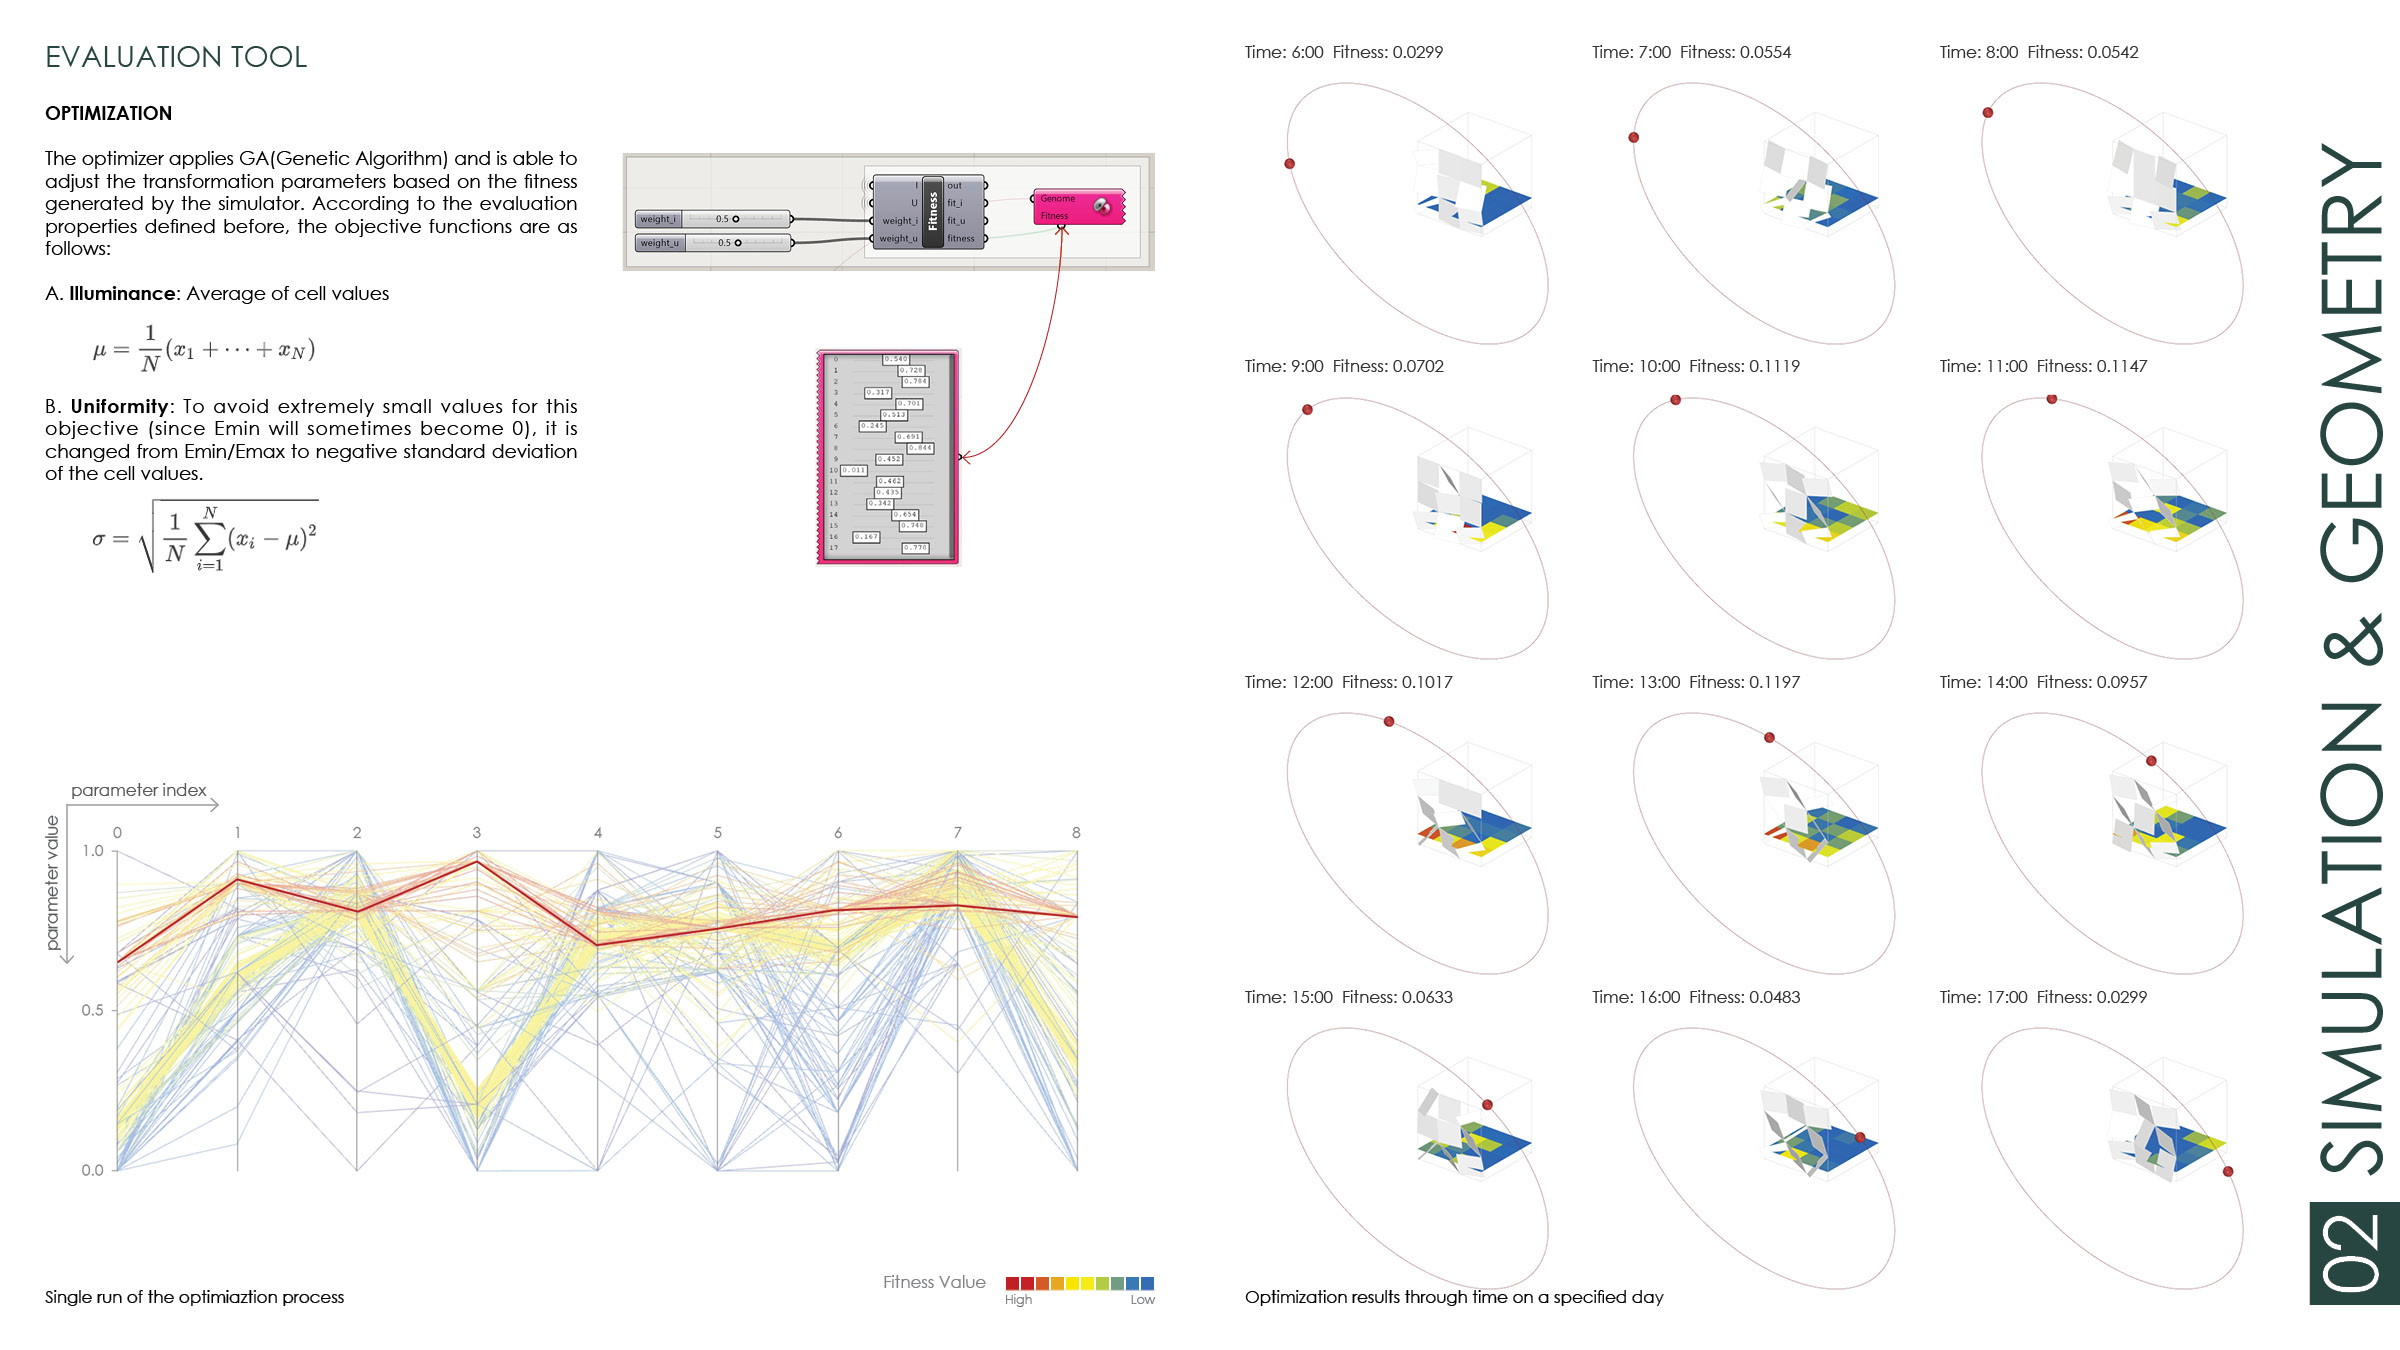 EVALUATION TOOL
OPTIMIZATION
The optimizer applies GA(Genetic Algorithm) and is able to
adjust the transformation parameters based on the fitness
generated by the simulator. According to the evaluation
properties defined before, the objective functions are as
follows:
A. Illuminance: Average of cell values
μ = 1/N (x₁ + · · · + x_N)
B. Uniformity: To avoid extremely small values for this
objective (since Emin will sometimes become 0), it is
changed from Emin/Emax to negative standard deviation
of the cell values.
σ = √(1/N ∑_{i=1}^{N} (x_i − μ)²)
weight_i 0.5
weight_u 0.5
I
U
weight_i
weight_u
Fitness
out
fit_i
fit_u
fitness
Genome
Fitness
0 0.540
1 0.728
2 0.784
3 0.317
4 0.701
5 0.513
6 0.245
7 0.691
8 0.844
9 0.452
10 0.011
11 0.462
12 0.435
13 0.342
14 0.654
15 0.748
16 0.167
17 0.778
parameter index
parameter value
0 1 2 3 4 5 6 7 8
1.0
0.5
0.0
Fitness Value
High Low
Single run of the optimiaztion process
Time: 6:00 Fitness: 0.0299
Time: 7:00 Fitness: 0.0554
Time: 8:00 Fitness: 0.0542
Time: 9:00 Fitness: 0.0702
Time: 10:00 Fitness: 0.1119
Time: 11:00 Fitness: 0.1147
Time: 12:00 Fitness: 0.1017
Time: 13:00 Fitness: 0.1197
Time: 14:00 Fitness: 0.0957
Time: 15:00 Fitness: 0.0633
Time: 16:00 Fitness: 0.0483
Time: 17:00 Fitness: 0.0299
Optimization results through time on a specified day
02 SIMULATION & GEOMETRY